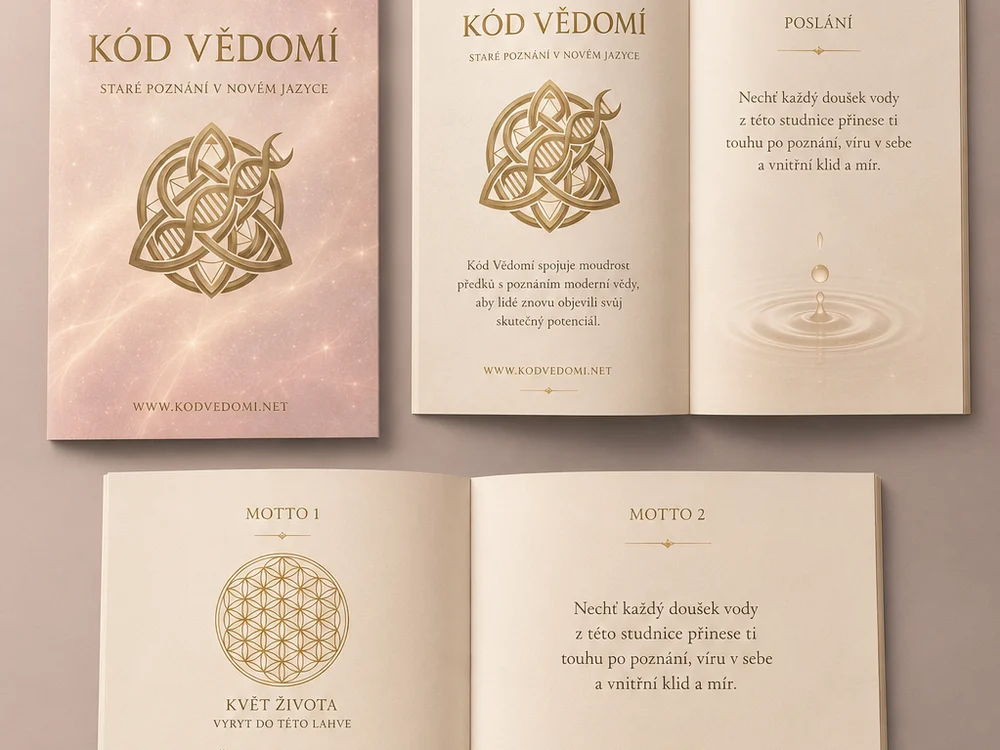 KÓD VĚDOMÍ
STARÉ POZNÁNÍ V NOVÉM JAZYCE
WWW.KODVEDOMI.NET
KÓD VĚDOMÍ
STARÉ POZNÁNÍ V NOVÉM JAZYCE
Kód Vědomí spojuje moudrost
předků s poznáním moderní vědy,
aby lidé znovu objevili svůj
skutečný potenciál.
WWW.KODVEDOMI.NET
POSLÁNÍ
Nechť každý doušek vody
z této studnice přinese ti
touhu po poznání, víru v sebe
a vnitřní klid a mír.
MOTTO 1
KVĚT ŽIVOTA
VYRYT DO TÉTO LAHVE
MOTTO 2
Nechť každý doušek vody
z této studnice přinese ti
touhu po poznání, víru v sebe
a vnitřní klid a mír.